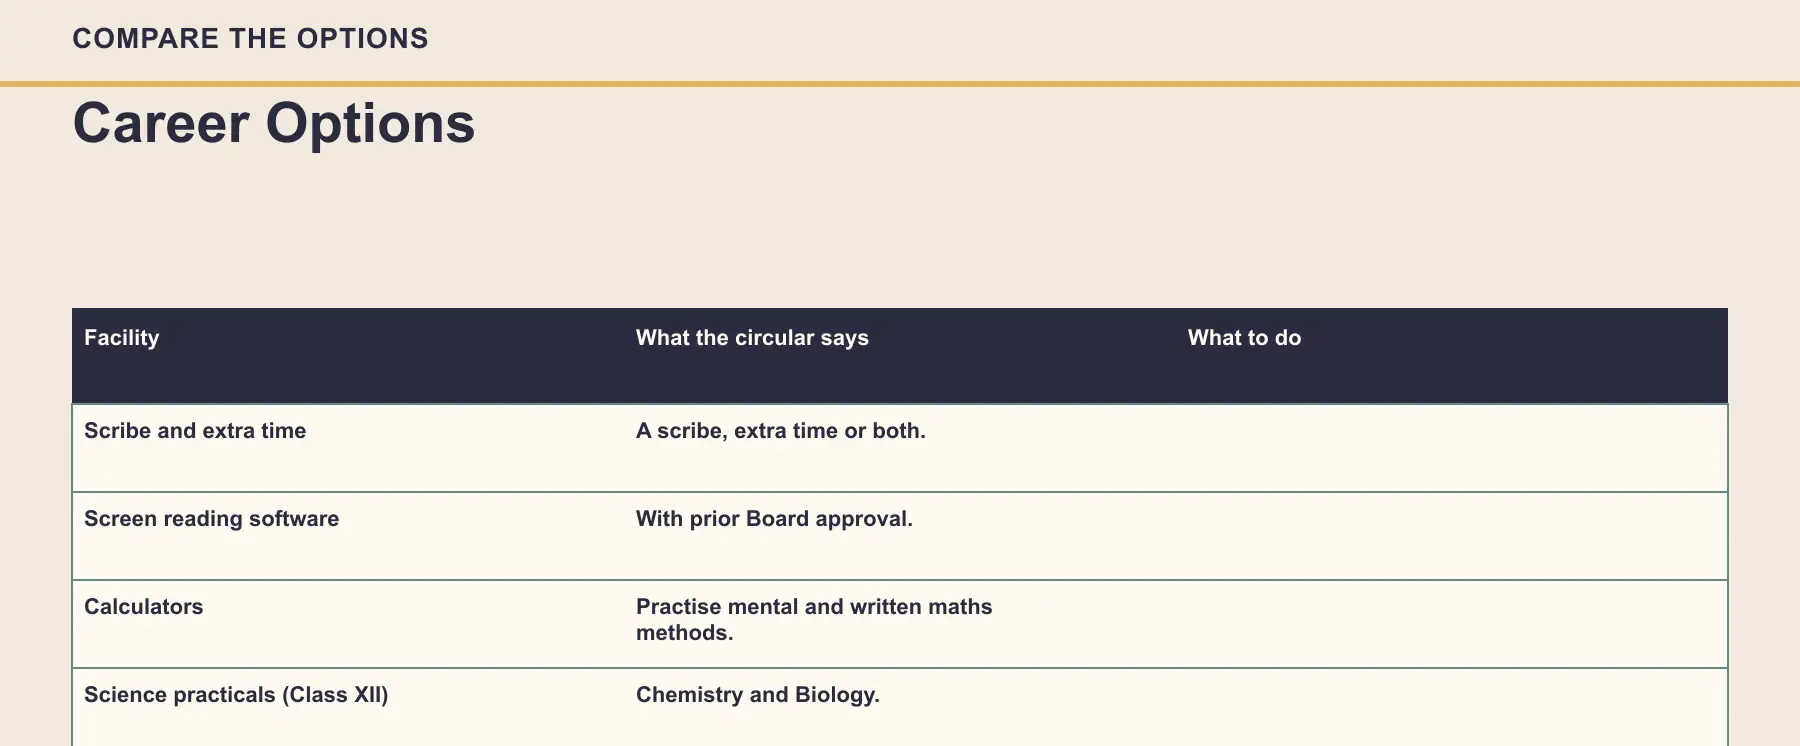 COMPARE THE OPTIONS
Career Options
Facility What the circular says What to do
Scribe and extra time A scribe, extra time or both.
Screen reading software With prior Board approval.
Calculators Practise mental and written maths
methods.
Science practicals (Class XII) Chemistry and Biology.